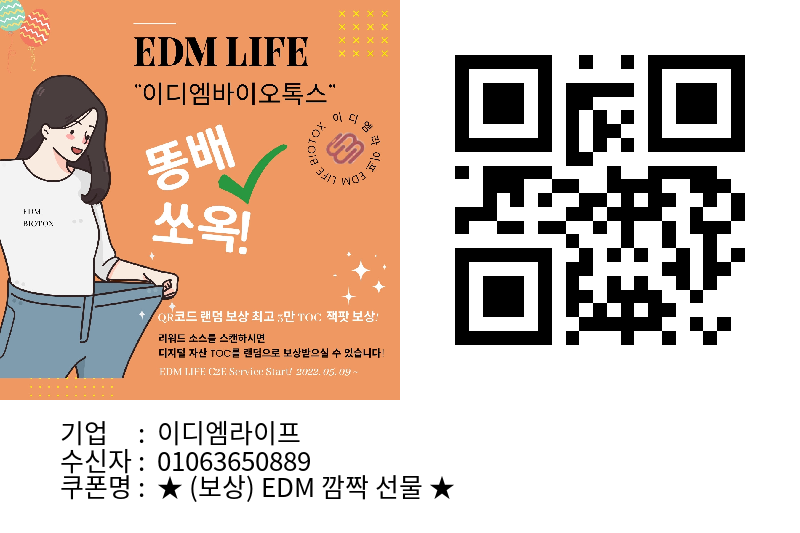 EDM LIFE
"이디엠바이오톡스"
똥배
쏘옥!
이디엠라이프 EDM LIFE BIOTOX
EDM
BIOTOX
QR코드 랜덤 보상 최고 5만 TOC 잭팟 보상!
리워드 소스를 스캔하시면
디지털 자산 TOC를 랜덤으로 보상받으실 수 있습니다!
EDM LIFE C2E Service Start! 2022. 05. 09 ~
기업 : 이디엠라이프
수신자 : 01063650889
쿠폰명 : ★ (보상) EDM 깜짝 선물 ★